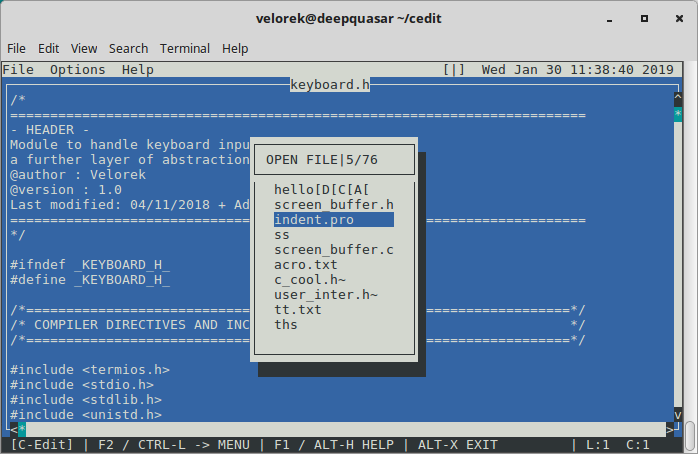 velorek@deepquasar ~/cedit
File Edit View Search Terminal Help
File Options Help [|] Wed Jan 30 11:38:40 2019
keyboard.h
/*
========================================================================
- HEADER -
Module to handle keyboard inpu
a further layer of abstraction
@author : Velorek
@version : 1.0
Last modified: 04/11/2018 + Ad
========================================================================
*/
#ifndef _KEYBOARD_H_
#define _KEYBOARD_H_
/*====================================================================*/
/* COMPILER DIRECTIVES AND INC */
/*====================================================================*/
#include <termios.h>
#include <stdio.h>
#include <stdlib.h>
#include <unistd.h>
OPEN FILE|5/76
hello[D[C[A[
screen_buffer.h
indent.pro
ss
screen_buffer.c
acro.txt
c_cool.h~
user_inter.h~
tt.txt
ths
[C-Edit] | F2 / CTRL-L -> MENU | F1 / ALT-H HELP | ALT-X EXIT | L:1 C:1